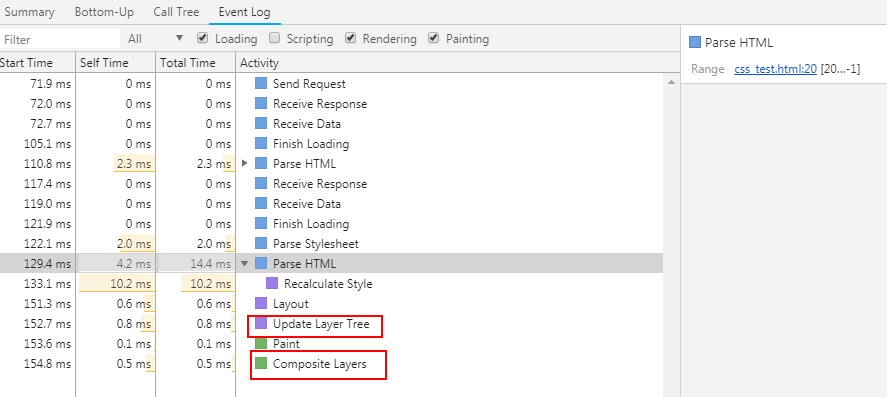 Summary Bottom-Up Call Tree Event Log
Filter All Loading Scripting Rendering Painting
Start Time Self Time Total Time Activity
71.9 ms 0 ms 0 ms Send Request
72.0 ms 0 ms 0 ms Receive Response
72.7 ms 0 ms 0 ms Receive Data
105.1 ms 0 ms 0 ms Finish Loading
110.8 ms 2.3 ms 2.3 ms Parse HTML
117.4 ms 0 ms 0 ms Receive Response
119.0 ms 0 ms 0 ms Receive Data
121.9 ms 0 ms 0 ms Finish Loading
122.1 ms 2.0 ms 2.0 ms Parse Stylesheet
129.4 ms 4.2 ms 14.4 ms Parse HTML
133.1 ms 10.2 ms 10.2 ms Recalculate Style
151.3 ms 0.6 ms 0.6 ms Layout
152.7 ms 0.8 ms 0.8 ms Update Layer Tree
153.6 ms 0.1 ms 0.1 ms Paint
154.8 ms 0.5 ms 0.5 ms Composite Layers
Parse HTML
Range css_test.html:20 [20…-1]